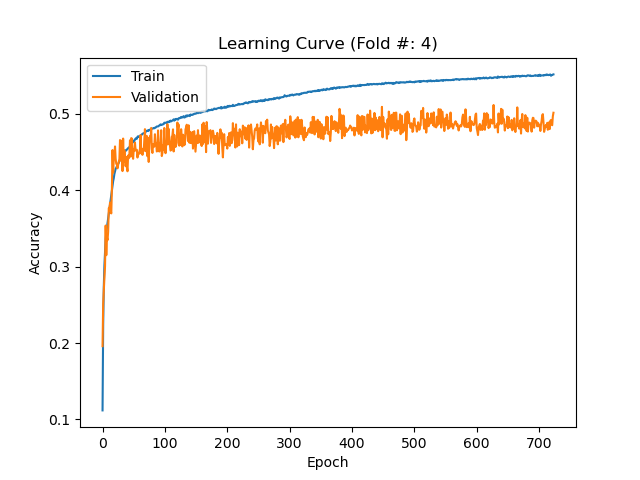 Learning Curve (Fold #: 4)
Train
Validation
0.5
0.4
0.3
0.2
0.1
Accuracy
0 100 200 300 400 500 600 700
Epoch